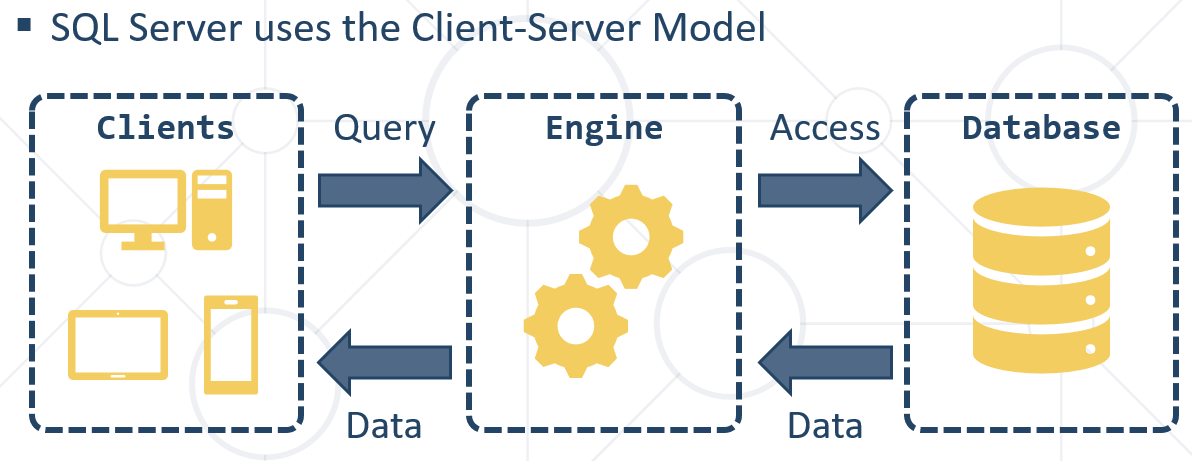 ▪ SQL Server uses the Client-Server Model
Clients
Query
Engine
Access
Database
Data
Data